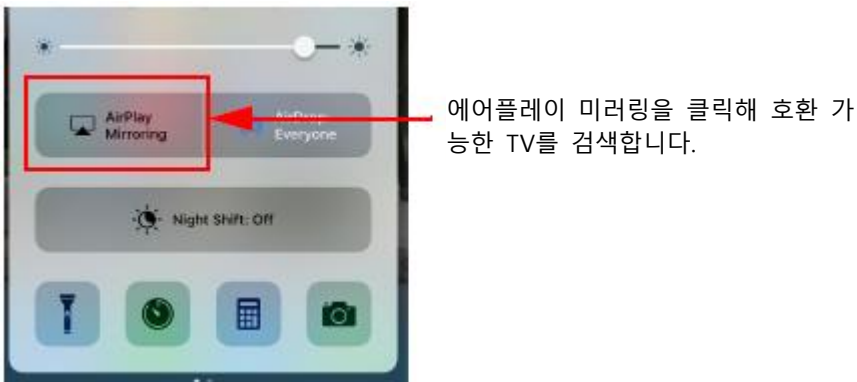 AirPlay
Mirroring
AirDrop:
Everyone
에어플레이 미러링을 클릭해 호환 가
능한 TV를 검색합니다.
Night Shift: Off